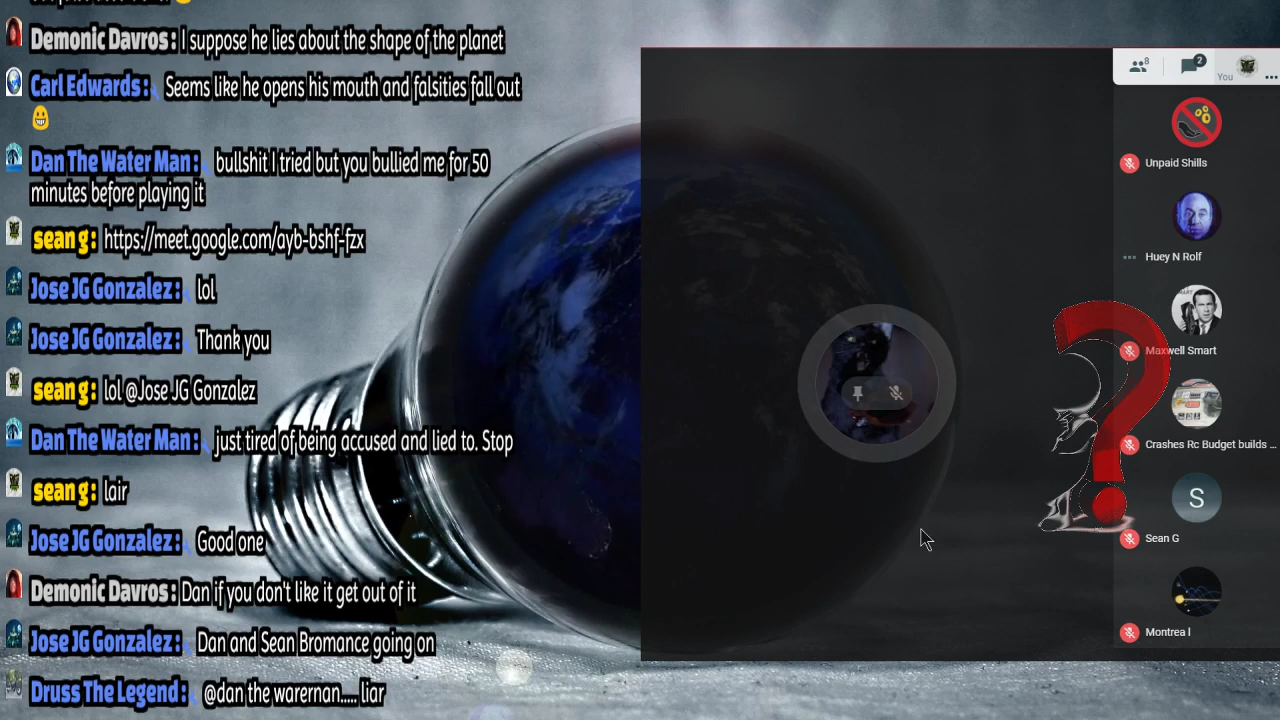 Demonic Davros : I suppose he lies about the shape of the planet
Carl Edwards : Seems like he opens his mouth and falsities fall out
Dan The Water Man : bullshit I tried but you bullied me for 50
minutes before playing it
sean g : https://meet.google.com/ayb-bshf-fzx
Jose JG Gonzalez : lol
Jose JG Gonzalez : Thank you
sean g : lol @Jose JG Gonzalez
Dan The Water Man : just tired of being accused and lied to. Stop
sean g : lair
Jose JG Gonzalez : Good one
Demonic Davros : Dan if you don't like it get out of it
Jose JG Gonzalez : Dan and Sean Bromance going on
Druss The Legend : @dan the warernan..... liar
8
2
You
Unpaid Shills
Huey N Rolf
Maxwell Smart
Crashes Rc Budget builds ...
S
Sean G
Montrea l
?